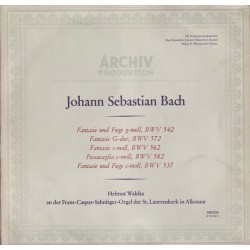 ARCHIV
PRODUKTION
Johann Sebastian Bach
Fantasie und Fuge g-moll, BWV 542
Fantasie G-dur, BWV 572
Fantasie c-moll, BWV 562
Passacaglia c-moll, BWV 582
Fantasie und Fuge c-moll, BWV 537
Helmut Walcha
an der Frans-Caspar-Schnitger-Orgel der St. Laurenskerk in Alkmaar